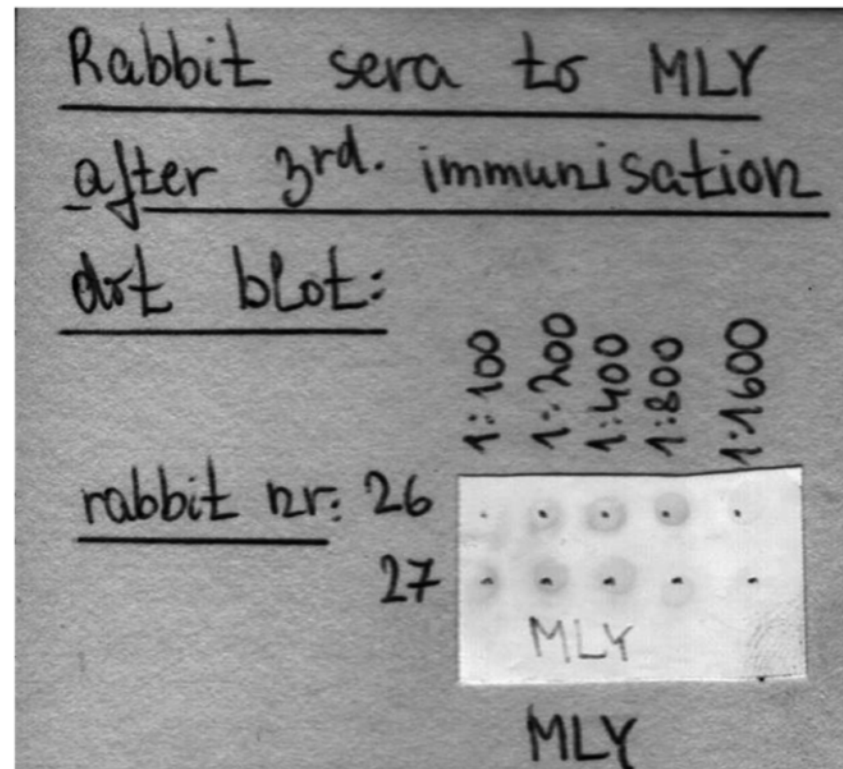 Rabbit sera to MLY
after 3rd. immunisation
dot blot:
1:100 1:200 1:400 1:800 1:1600
rabbit nr: 26
27
MLY
MLY